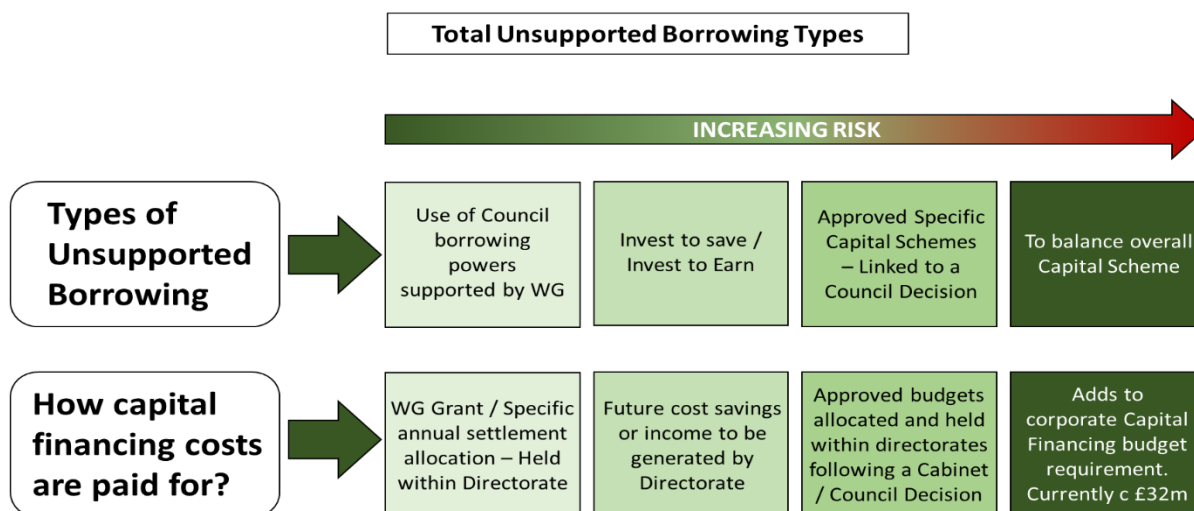 Total Unsupported Borrowing Types
INCREASING RISK
Types of
Unsupported
Borrowing
Use of Council
borrowing
powers
supported by WG
Invest to save /
Invest to Earn
Approved Specific
Capital Schemes
– Linked to a
Council Decision
To balance overall
Capital Scheme
How capital
financing costs
are paid for?
WG Grant / Specific
annual settlement
allocation – Held
within Directorate
Future cost savings
or income to be
generated by
Directorate
Approved budgets
allocated and held
within directorates
following a Cabinet
/ Council Decision
Adds to
corporate Capital
Financing budget
requirement.
Currently c £32m